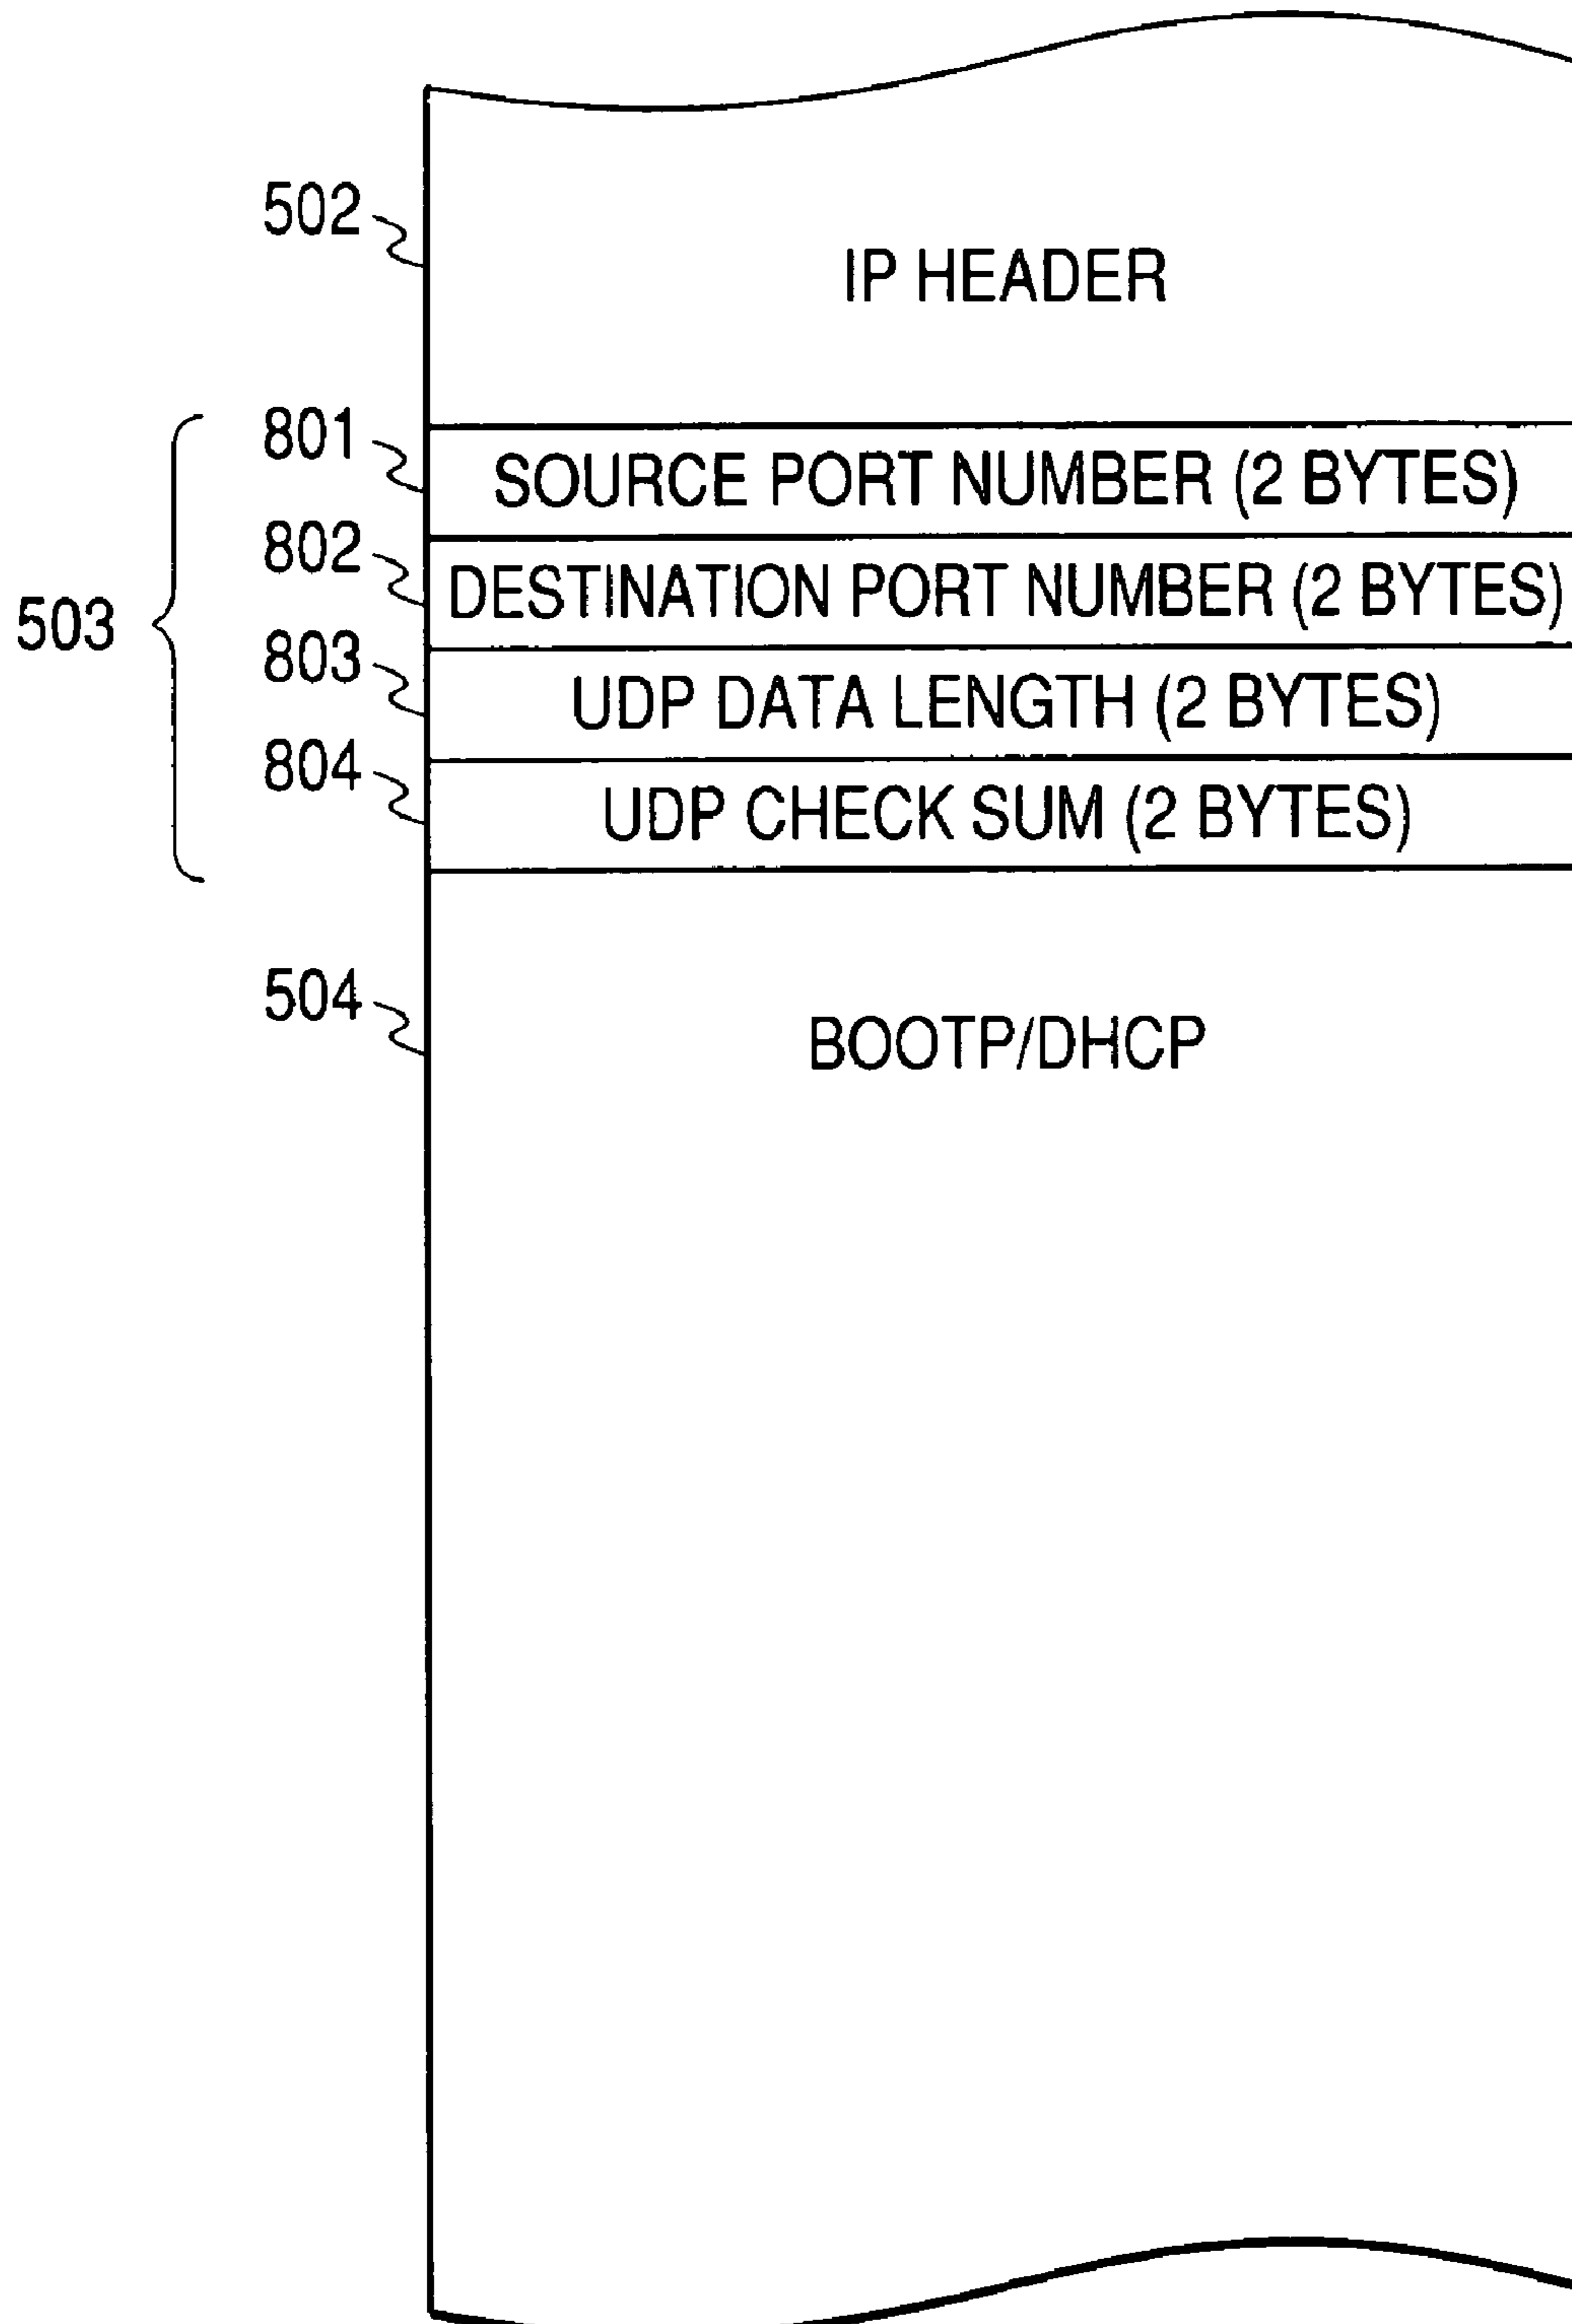 502
IP HEADER
801
SOURCE PORT NUMBER (2 BYTES)
802
DESTINATION PORT NUMBER (2 BYTES)
503
803
UDP DATA LENGTH (2 BYTES)
804
UDP CHECK SUM (2 BYTES)
504
BOOTP/DHCP